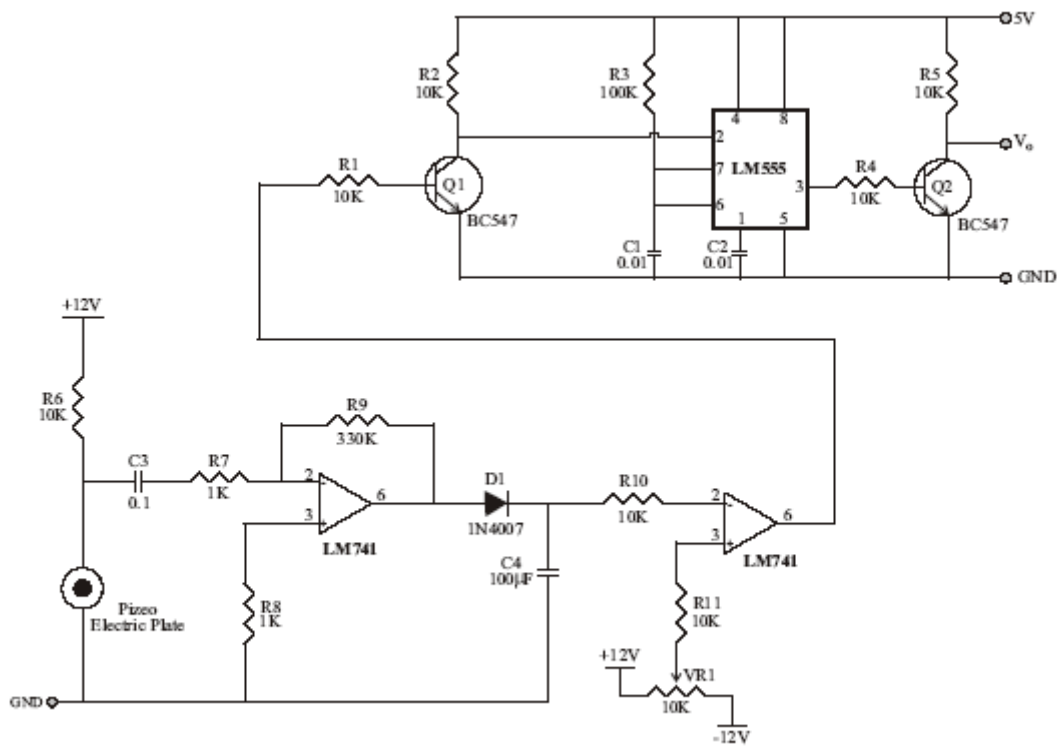 5V
R2
10K
R3
100K
R5
10K
4
8
2
Vo
R1
10K
Q1
7
LM555
3
R4
10K
Q2
6
BC547
1
5
BC547
C1
0.01
C2
0.01
GND
+12V
R6
10K
R9
330K
C3
0.1
R7
1K
2
-
6
3
+
LM741
D1
1N4007
R10
10K
2
-
6
3
+
LM741
C4
100µF
Pizeo
Electric Plate
R8
1K
R11
10K
+12V
VR1
10K
-12V
GND